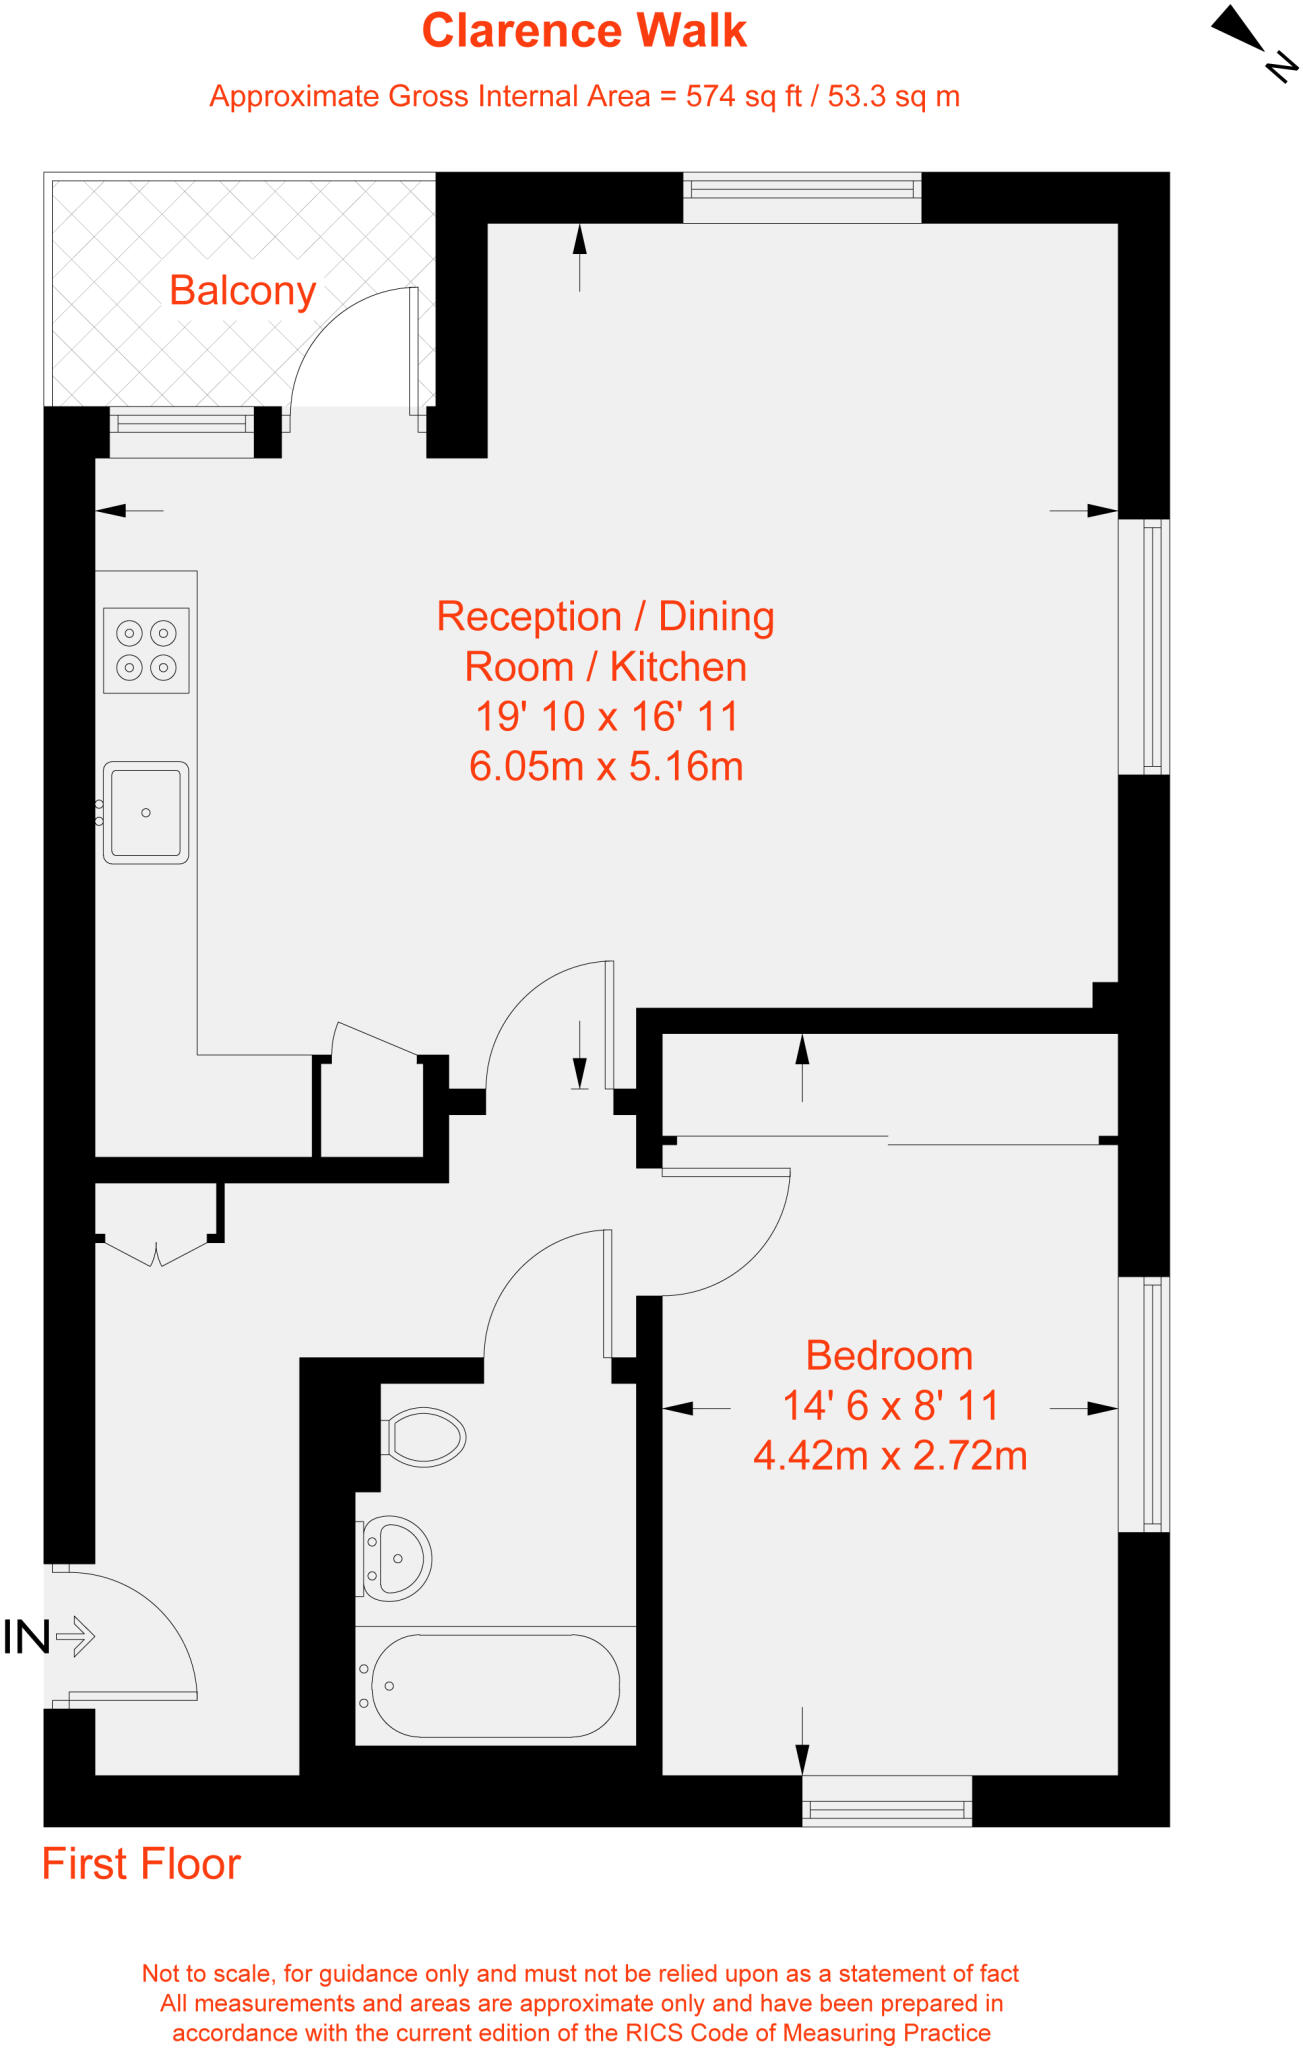 Clarence Walk
N
Approximate Gross Internal Area = 574 sq ft / 53.3 sq m
Balcony
Reception / Dining
Room / Kitchen
19' 10 x 16' 11
6.05m x 5.16m
Bedroom
14' 6 x 8' 11
4.42m x 2.72m
IN
First Floor
Not to scale, for guidance only and must not be relied upon as a statement of fact
All measurements and areas are approximate only and have been prepared in
accordance with the current edition of the RICS Code of Measuring Practice